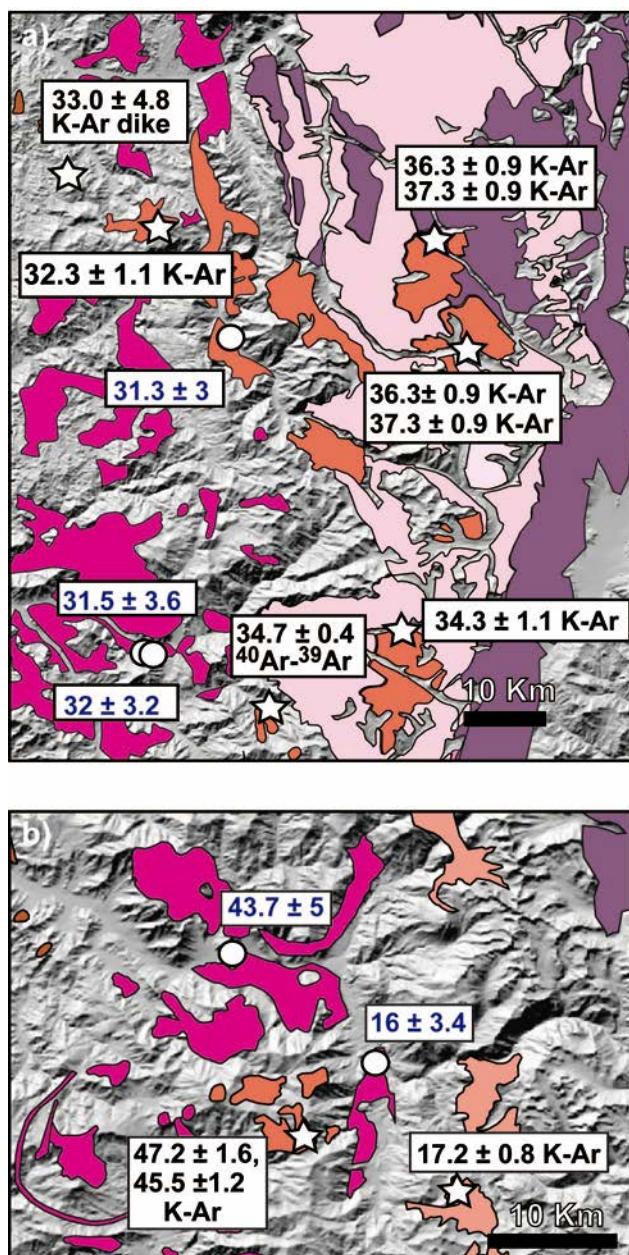 a)
33.0 ± 4.8
K-Ar dike
36.3 ± 0.9 K-Ar
37.3 ± 0.9 K-Ar
32.3 ± 1.1 K-Ar
31.3 ± 3
36.3± 0.9 K-Ar
37.3 ± 0.9 K-Ar
31.5 ± 3.6
34.7 ± 0.4
⁴⁰Ar-³⁹Ar
34.3 ± 1.1 K-Ar
32 ± 3.2
10 Km
b)
43.7 ± 5
16 ± 3.4
47.2 ± 1.6,
45.5 ±1.2
K-Ar
17.2 ± 0.8 K-Ar
10 Km